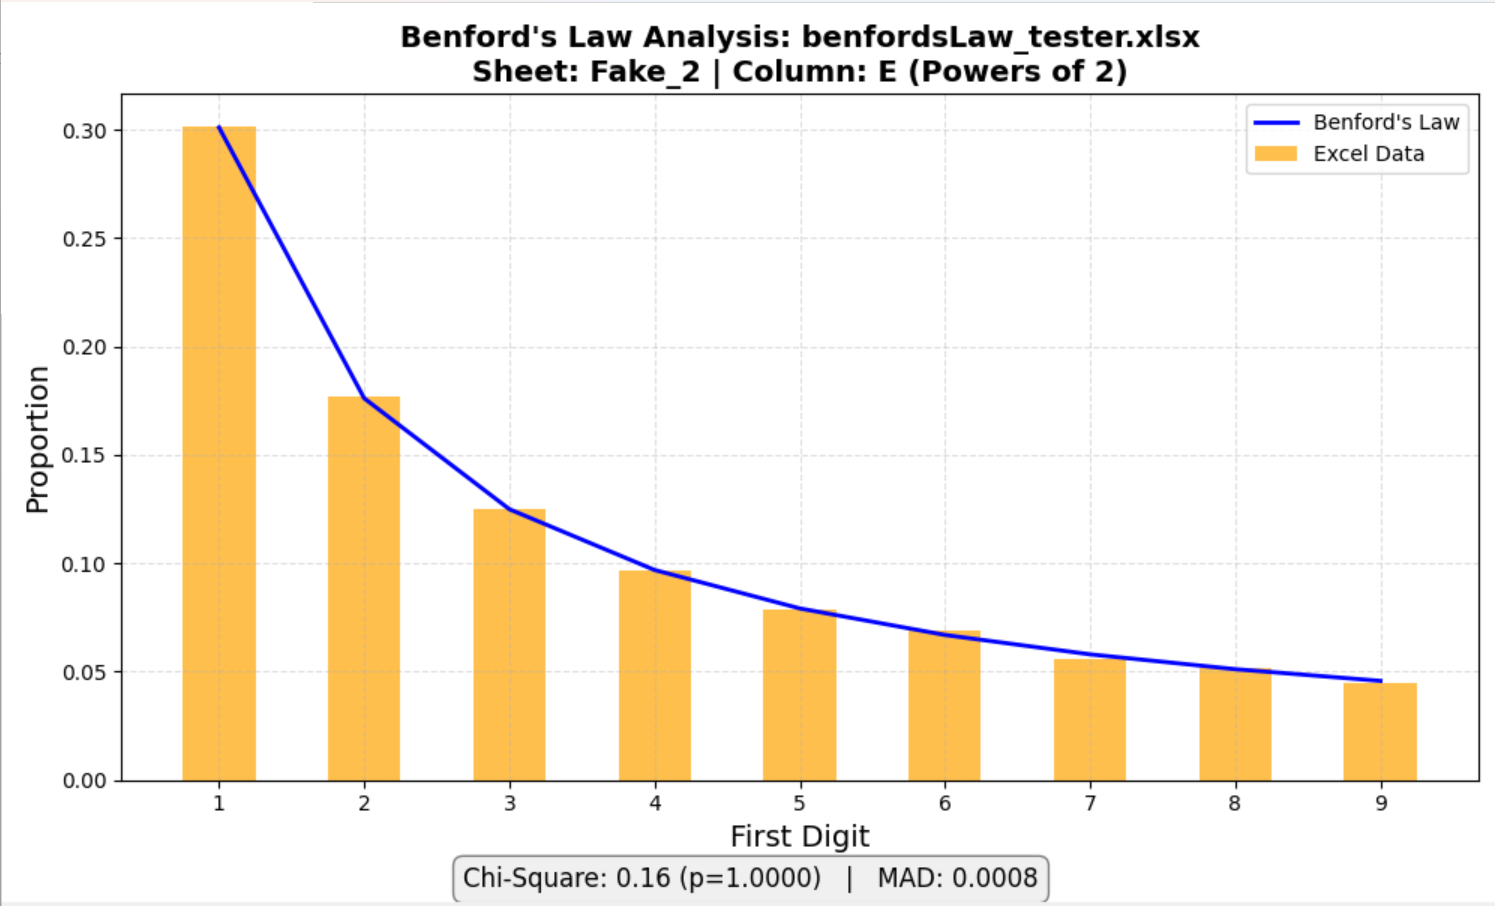 Benford's Law Analysis: benfordsLaw_tester.xlsx
Sheet: Fake_2 | Column: E (Powers of 2)
Benford's Law
Excel Data
0.30
0.25
0.20
0.15
0.10
0.05
0.00
Proportion
1 2 3 4 5 6 7 8 9
First Digit
Chi-Square: 0.16 (p=1.0000) | MAD: 0.0008